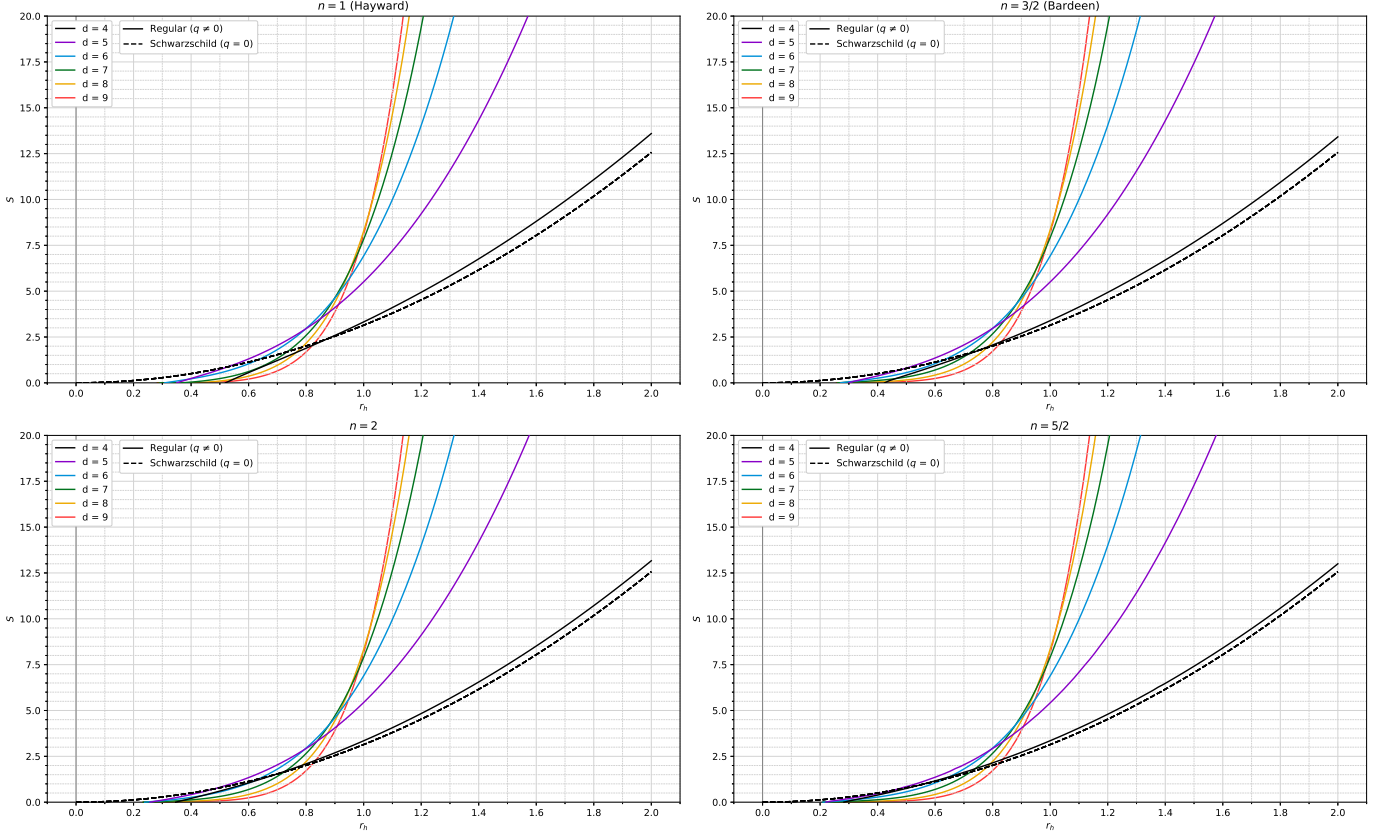 n = 1 (Hayward)
d = 4
d = 5
d = 6
d = 7
d = 8
d = 9
Regular (q ≠ 0)
Schwarzschild (q = 0)
20.0
17.5
15.0
12.5
10.0
7.5
5.0
2.5
0.0
S
0.0 0.2 0.4 0.6 0.8 1.0 1.2 1.4 1.6 1.8 2.0
r_h
n = 3/2 (Bardeen)
d = 4
d = 5
d = 6
d = 7
d = 8
d = 9
Regular (q ≠ 0)
Schwarzschild (q = 0)
20.0
17.5
15.0
12.5
10.0
7.5
5.0
2.5
0.0
S
0.0 0.2 0.4 0.6 0.8 1.0 1.2 1.4 1.6 1.8 2.0
r_h
n = 2
d = 4
d = 5
d = 6
d = 7
d = 8
d = 9
Regular (q ≠ 0)
Schwarzschild (q = 0)
20.0
17.5
15.0
12.5
10.0
7.5
5.0
2.5
0.0
S
0.0 0.2 0.4 0.6 0.8 1.0 1.2 1.4 1.6 1.8 2.0
r_h
n = 5/2
d = 4
d = 5
d = 6
d = 7
d = 8
d = 9
Regular (q ≠ 0)
Schwarzschild (q = 0)
20.0
17.5
15.0
12.5
10.0
7.5
5.0
2.5
0.0
S
0.0 0.2 0.4 0.6 0.8 1.0 1.2 1.4 1.6 1.8 2.0
r_h